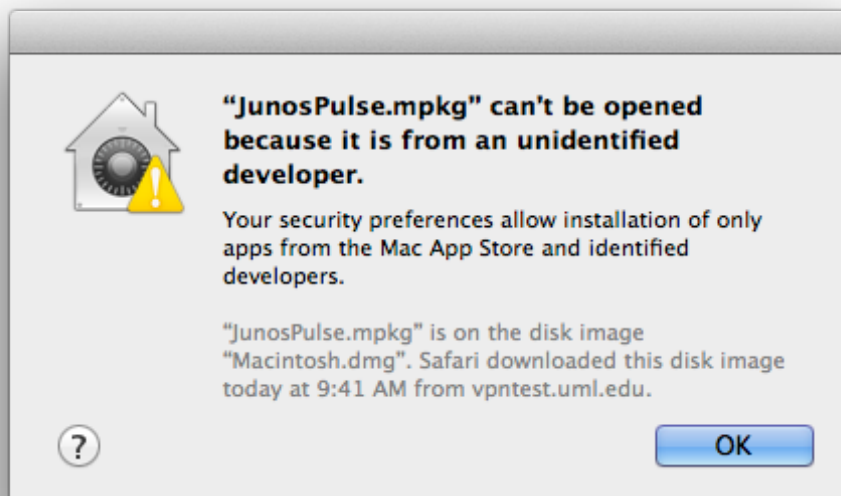 “JunosPulse.mpkg” can’t be opened
because it is from an unidentified
developer.
Your security preferences allow installation of only
apps from the Mac App Store and identified
developers.
“JunosPulse.mpkg” is on the disk image
“Macintosh.dmg”. Safari downloaded this disk image
today at 9:41 AM from vpntest.uml.edu.
?
OK